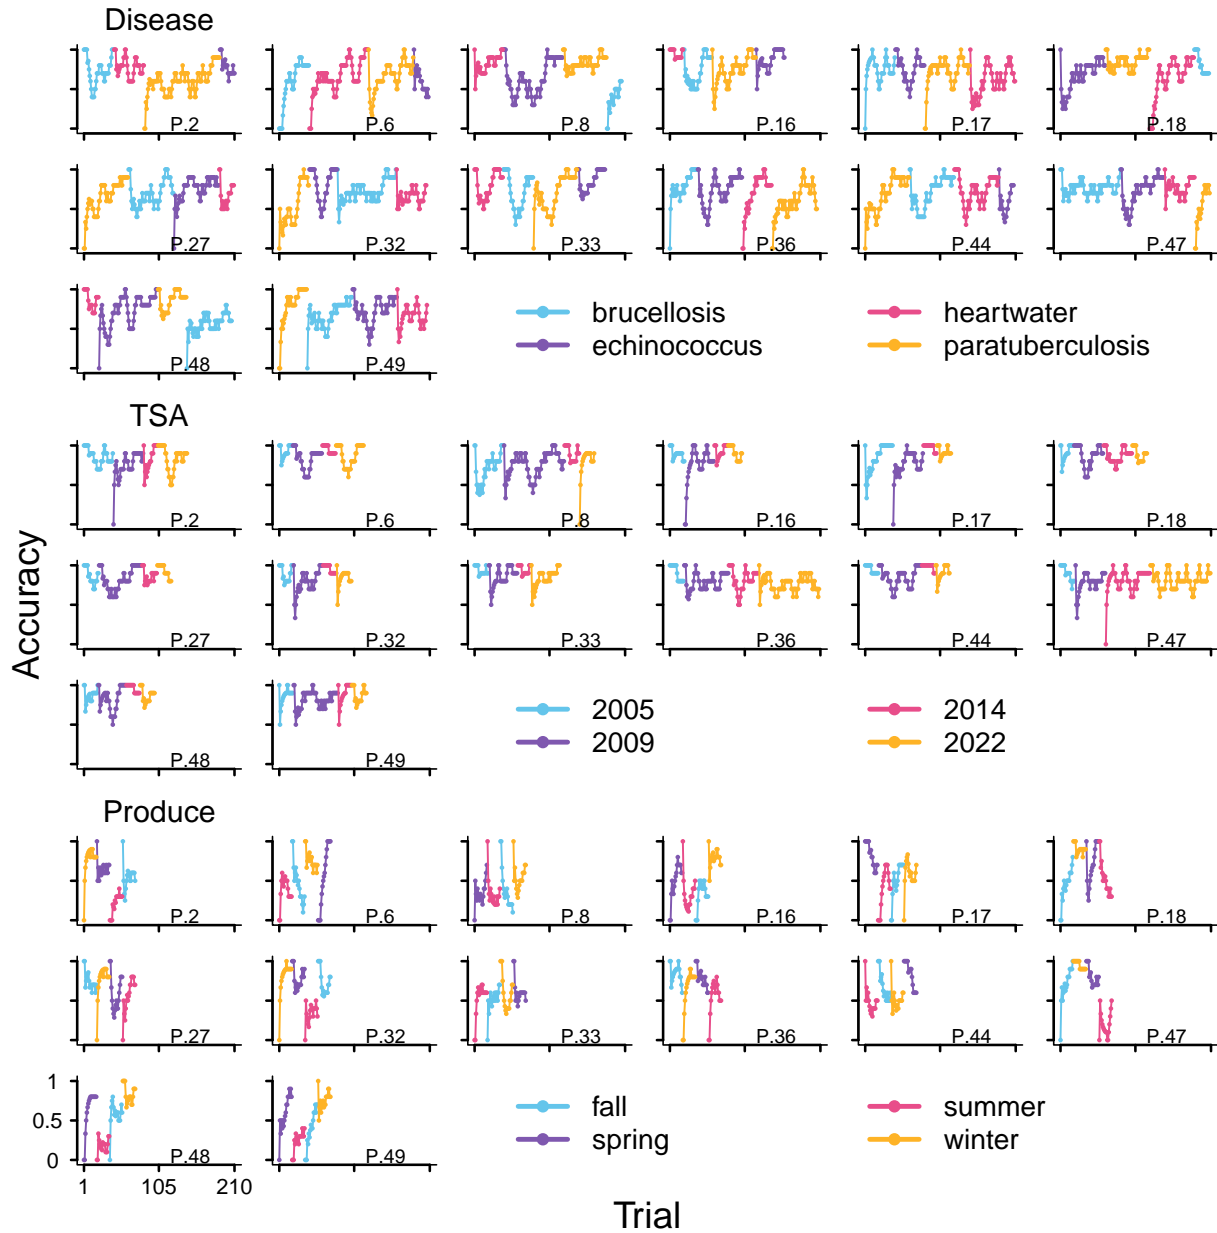 Disease
P.2 P.6 P.8 P.16 P.17 P.18
P.27 P.32 P.33 P.36 P.44 P.47
P.48 P.49
brucellosis heartwater
echinococcus paratuberculosis
TSA
P.2 P.6 P.8 P.16 P.17 P.18
P.27 P.32 P.33 P.36 P.44 P.47
P.48 P.49
2005 2014
2009 2022
Accuracy
Produce
P.2 P.6 P.8 P.16 P.17 P.18
P.27 P.32 P.33 P.36 P.44 P.47
1
0.5
0
P.48 P.49
fall summer
spring winter
1 105 210
Trial